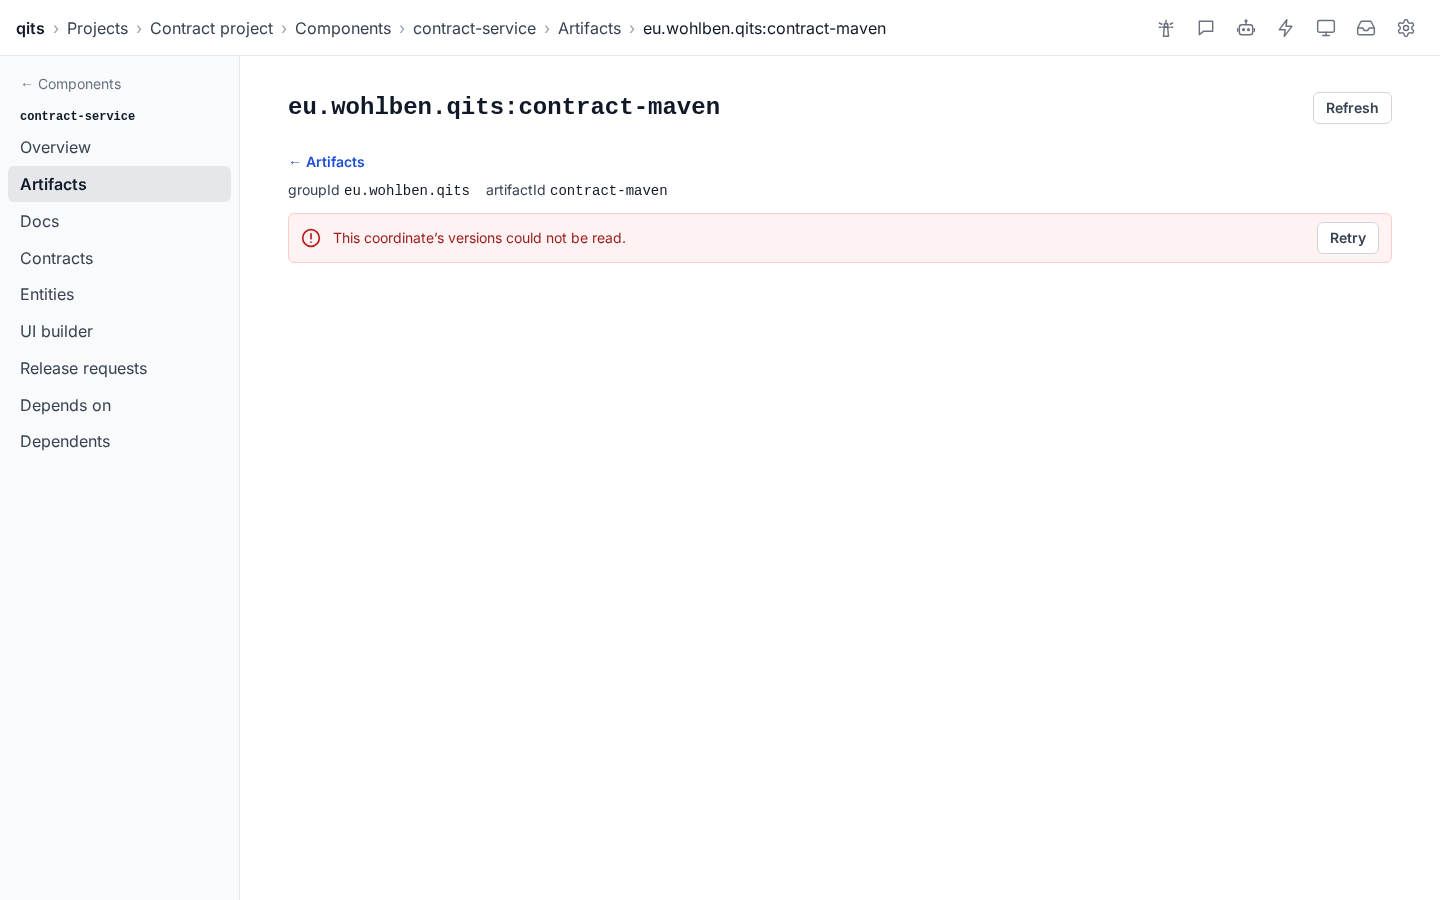 qits › Projects › Contract project › Components › contract-service › Artifacts › eu.wohlben.qits:contract-maven
← Components
contract-service
Overview
Artifacts
Docs
Contracts
Entities
UI builder
Release requests
Depends on
Dependents
eu.wohlben.qits:contract-maven
Refresh
← Artifacts
groupId eu.wohlben.qits artifactId contract-maven
This coordinate’s versions could not be read.
Retry